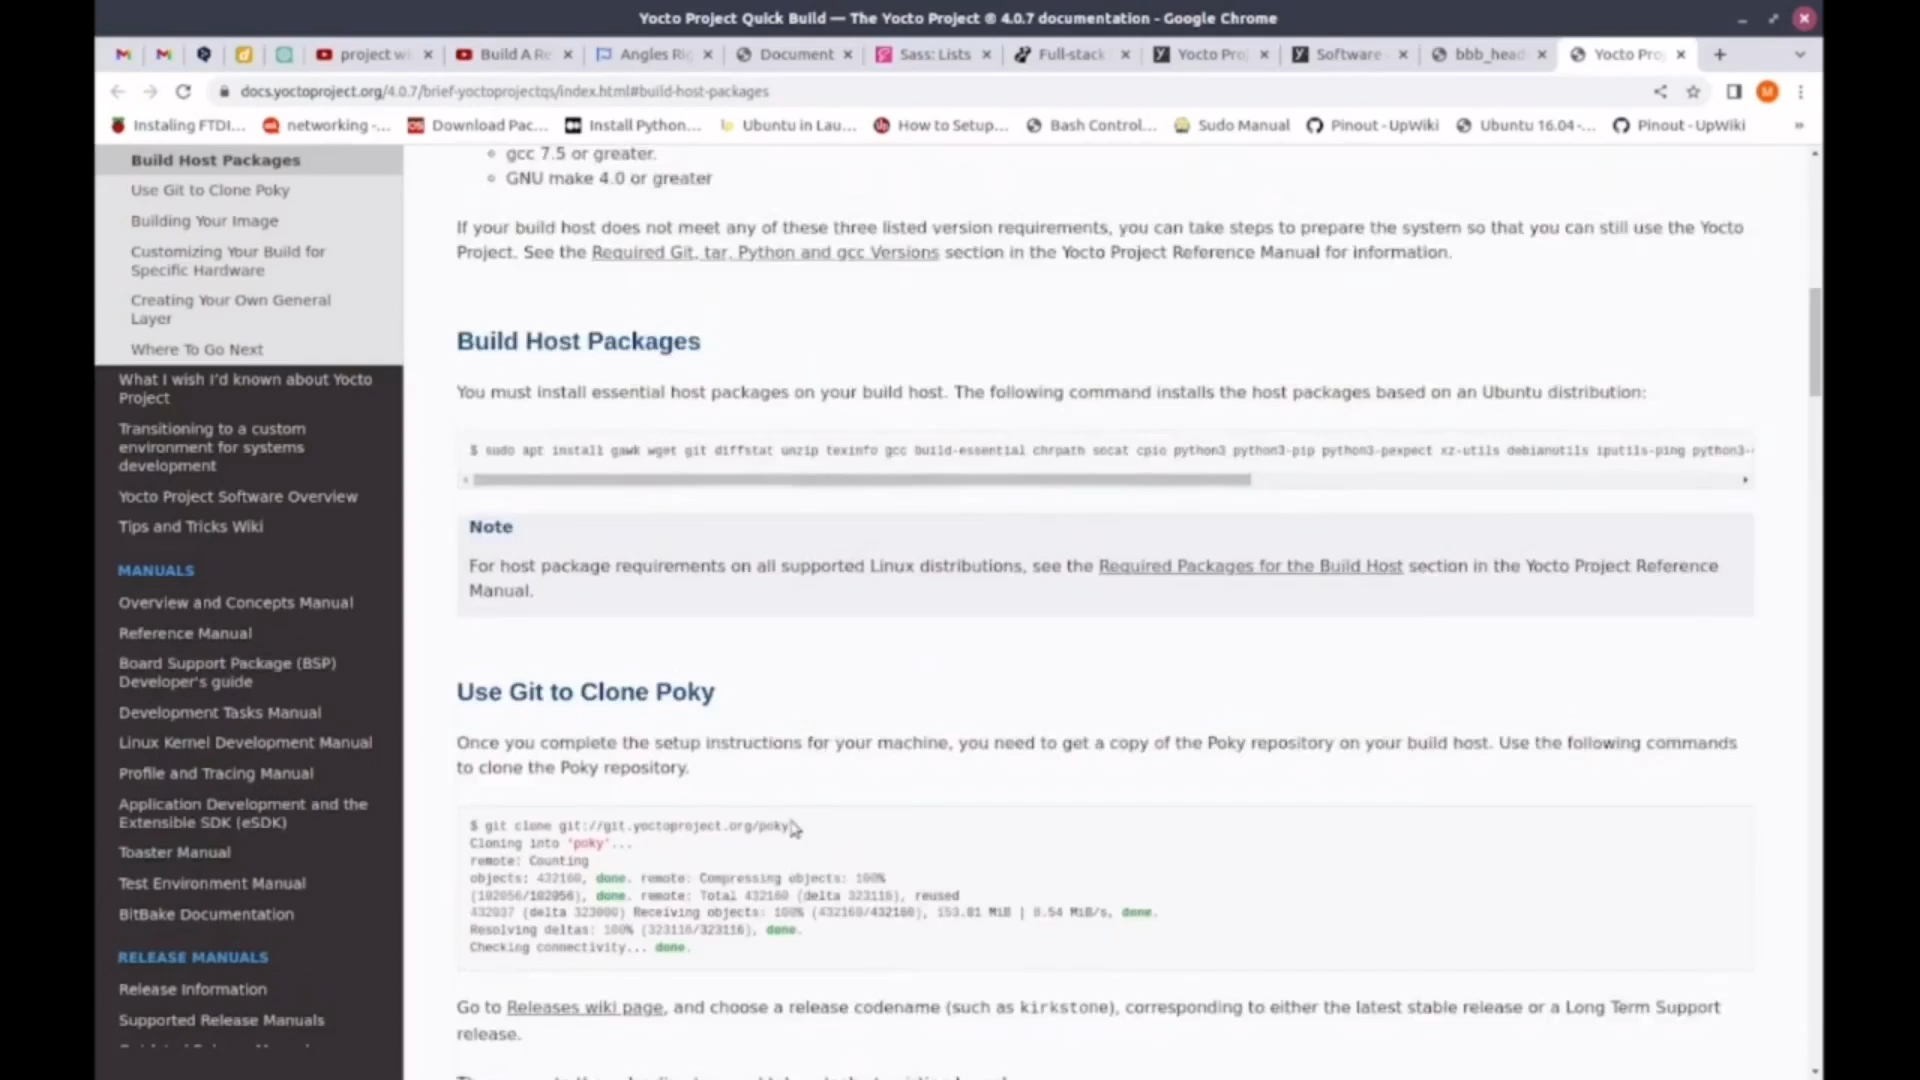 Yocto Project Quick Build — The Yocto Project ® 4.0.7 documentation - Google Chrome
project wi
Build A Re
Angles Rig
Document
Sass: Lists
Full-stack
Yocto Proj
Software
bbb_head
Yocto Pro
docs.yoctoproject.org/4.0.7/brief-yoctoprojectqs/index.html#build-host-packages
M
Instaling FTDI...
networking -...
Download Pac...
Install Python...
Ubuntu in Lau...
How to Setup...
Bash Control...
Sudo Manual
Pinout - UpWiki
Ubuntu 16.04 -...
Pinout - UpWiki
»
Build Host Packages
Use Git to Clone Poky
Building Your Image
Customizing Your Build for
Specific Hardware
Creating Your Own General
Layer
Where To Go Next
What I wish I'd known about Yocto
Project
Transitioning to a custom
environment for systems
development
Yocto Project Software Overview
Tips and Tricks Wiki
MANUALS
Overview and Concepts Manual
Reference Manual
Board Support Package (BSP)
Developer's guide
Development Tasks Manual
Linux Kernel Development Manual
Profile and Tracing Manual
Application Development and the
Extensible SDK (eSDK)
Toaster Manual
Test Environment Manual
BitBake Documentation
RELEASE MANUALS
Release Information
Supported Release Manuals
gcc 7.5 or greater.
GNU make 4.0 or greater
If your build host does not meet any of these three listed version requirements, you can take steps to prepare the system so that you can still use the Yocto
Project. See the Required Git, tar, Python and gcc Versions section in the Yocto Project Reference Manual for information.
Build Host Packages
You must install essential host packages on your build host. The following command installs the host packages based on an Ubuntu distribution:
$ sudo apt install gawk wget git diffstat unzip texinfo gcc build-essential chrpath socat cpio python3 python3-pip python3-pexpect xz-utils debianutils iputils-ping python3-
Note
For host package requirements on all supported Linux distributions, see the Required Packages for the Build Host section in the Yocto Project Reference
Manual.
Use Git to Clone Poky
Once you complete the setup instructions for your machine, you need to get a copy of the Poky repository on your build host. Use the following commands
to clone the Poky repository.
$ git clone git://git.yoctoproject.org/poky
Cloning into 'poky'...
remote: Counting
objects: 432160, done. remote: Compressing objects: 100%
(102056/102056), done. remote: Total 432160 (delta 323116), reused
432037 (delta 323000) Receiving objects: 100% (432160/432160), 153.81 MiB | 8.54 MiB/s, done.
Resolving deltas: 100% (323116/323116), done.
Checking connectivity... done.
Go to Releases wiki page, and choose a release codename (such as kirkstone), corresponding to either the latest stable release or a Long Term Support
release.